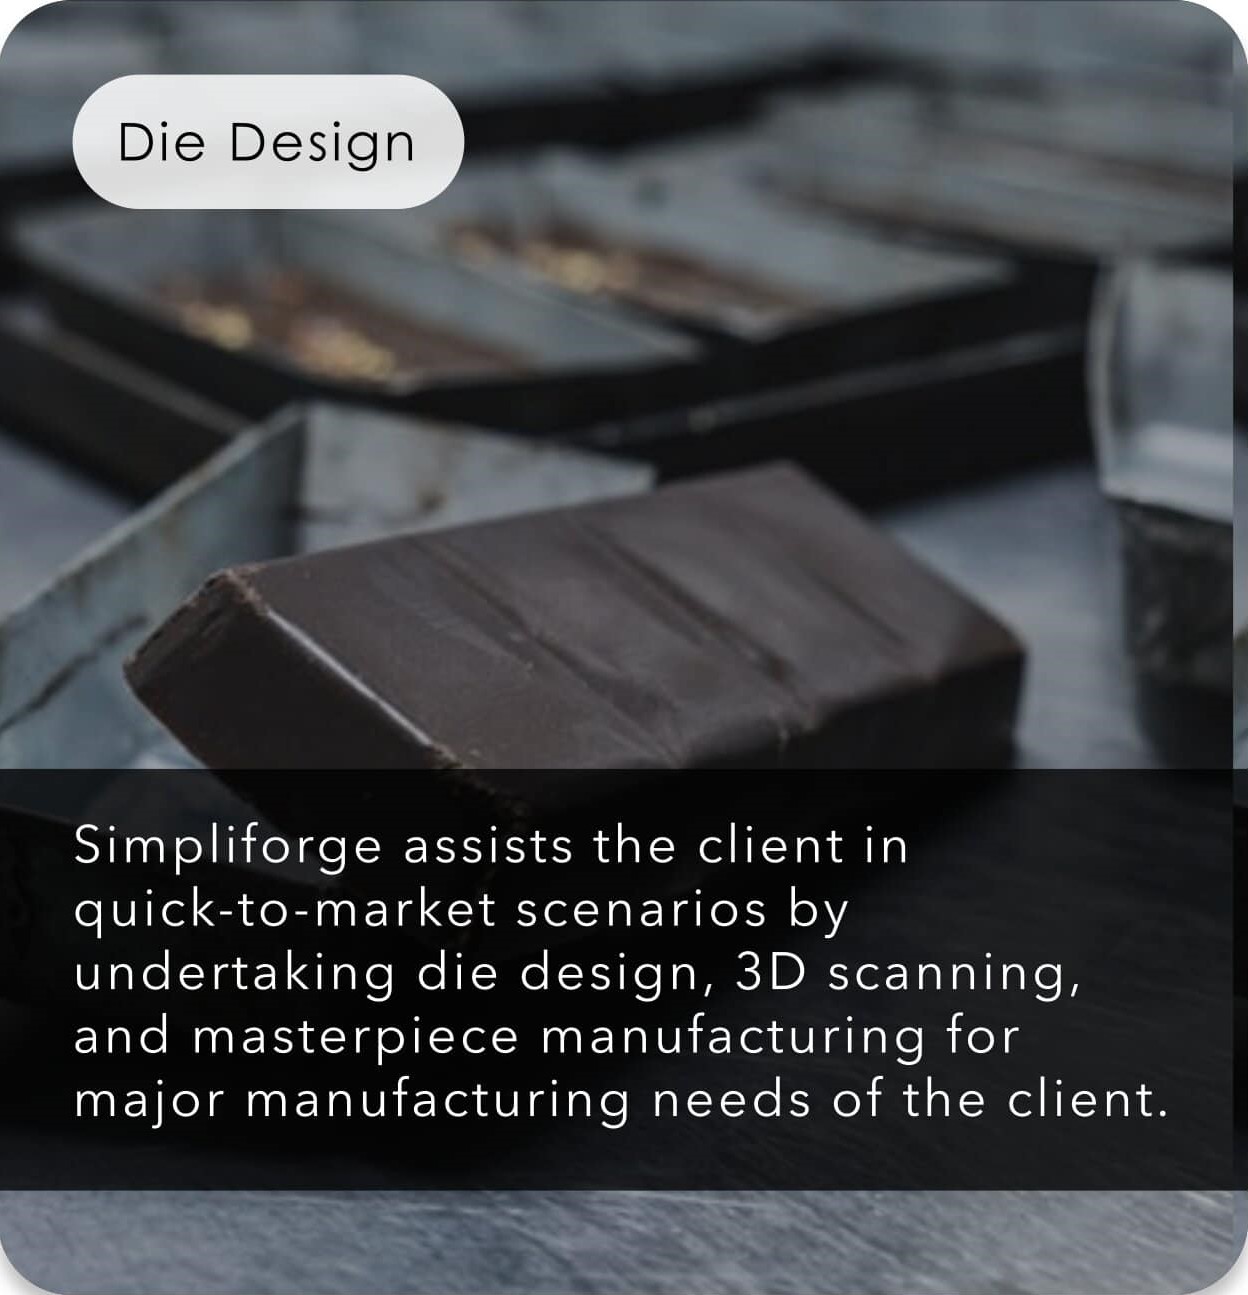 Die Design
Simpliforge assists the client in
quick-to-market scenarios by
undertaking die design, 3D scanning,
and masterpiece manufacturing for
major manufacturing needs of the client.